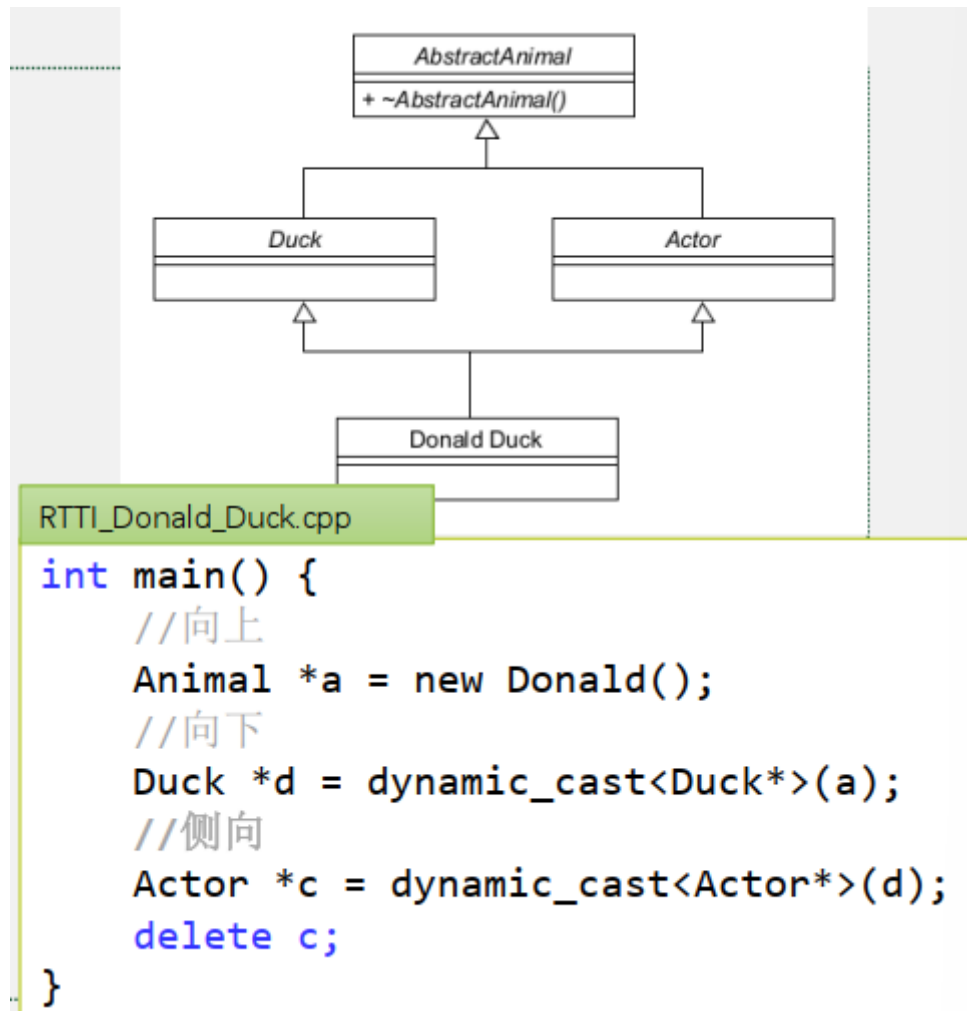 AbstractAnimal
+ ~AbstractAnimal()
Duck
Actor
Donald Duck
RTTI_Donald_Duck.cpp
int main() {
//向上
Animal *a = new Donald();
//向下
Duck *d = dynamic_cast<Duck*>(a);
//侧向
Actor *c = dynamic_cast<Actor*>(d);
delete c;
}